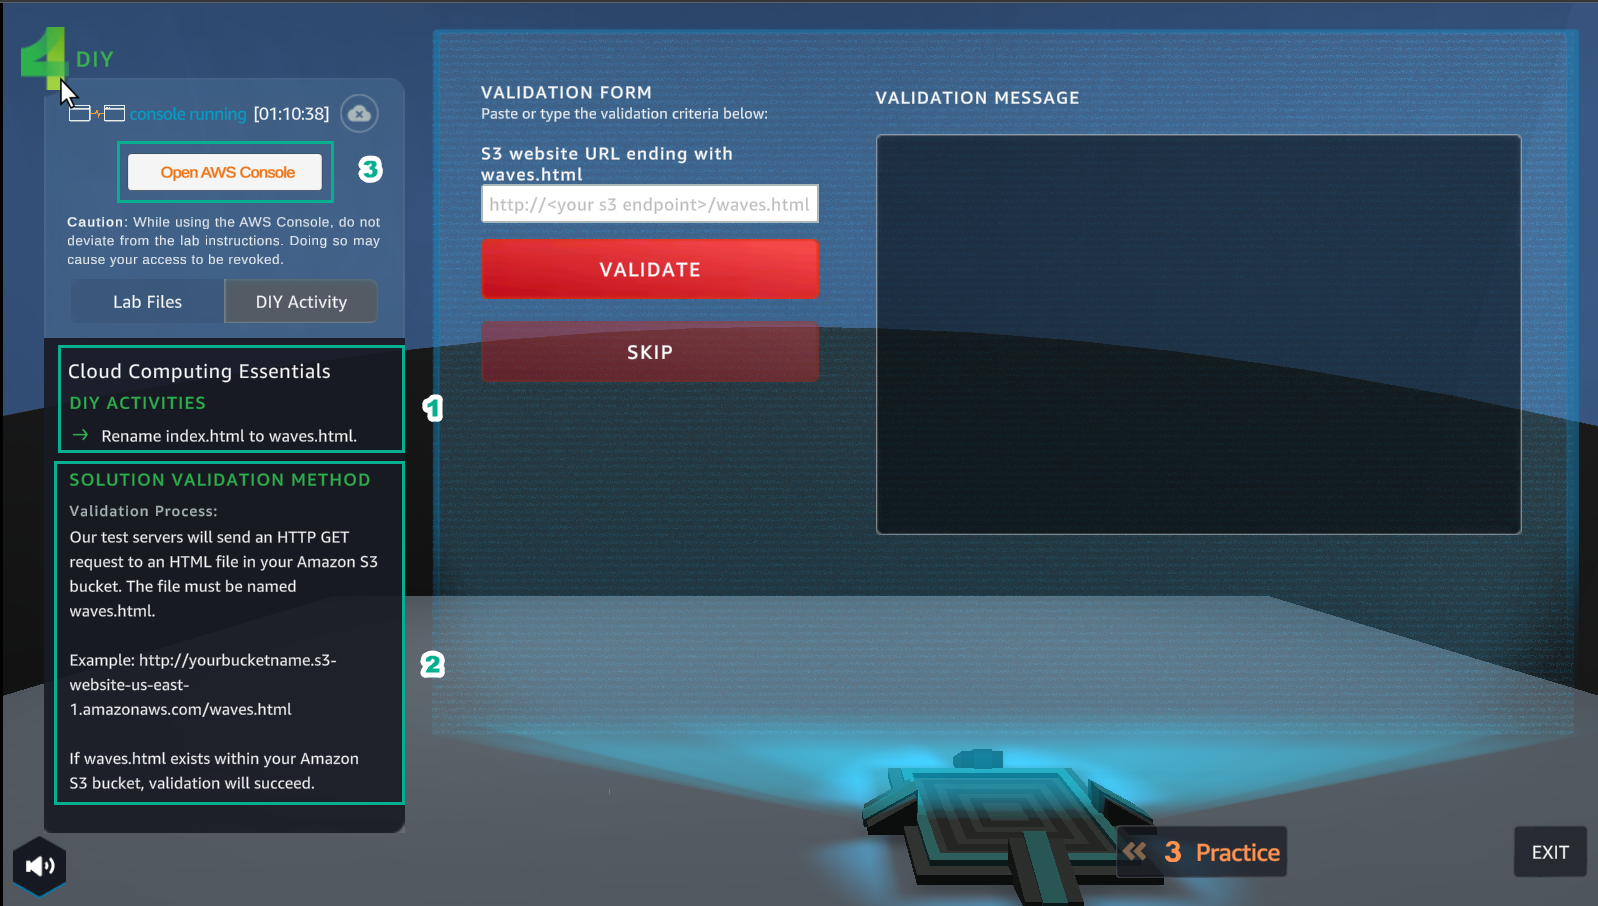 4 DIY
console running [01:10:38]
Open AWS Console
3
Caution: While using the AWS Console, do not
deviate from the lab instructions. Doing so may
cause your access to be revoked.
Lab Files
DIY Activity
Cloud Computing Essentials
DIY ACTIVITIES
→ Rename index.html to waves.html.
1
SOLUTION VALIDATION METHOD
Validation Process:
Our test servers will send an HTTP GET
request to an HTML file in your Amazon S3
bucket. The file must be named
waves.html.
Example: http://yourbucketname.s3-
website-us-east-
1.amazonaws.com/waves.html
If waves.html exists within your Amazon
S3 bucket, validation will succeed.
2
VALIDATION FORM
Paste or type the validation criteria below:
S3 website URL ending with
waves.html
http://<your s3 endpoint>/waves.html
VALIDATE
SKIP
VALIDATION MESSAGE
3 Practice
EXIT